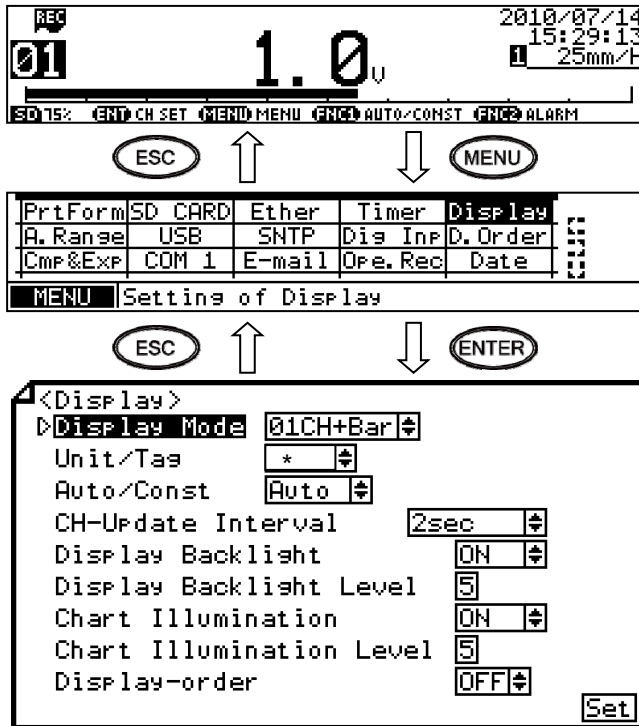 REC
2010/07/14
15:29:13
01 1.0 V
1 25mm/H
SD 75% ENT CH SET MENU MENU FNC1 AUTO/CONST FNC2 ALARM
ESC MENU
PrtForm SD CARD Ether Timer Display
A.Range USB SNTP Dig Inp D.Order
Cmp&Exp COM 1 E-mail Ope.Rec Date
MENU Setting of Display
ESC ENTER
<Display>
Display Mode 01CH+Bar
Unit/Tag *
Auto/Const Auto
CH-Update Interval 2sec
Display Backlight ON
Display Backlight Level 5
Chart Illumination ON
Chart Illumination Level 5
Display-order OFF
Set